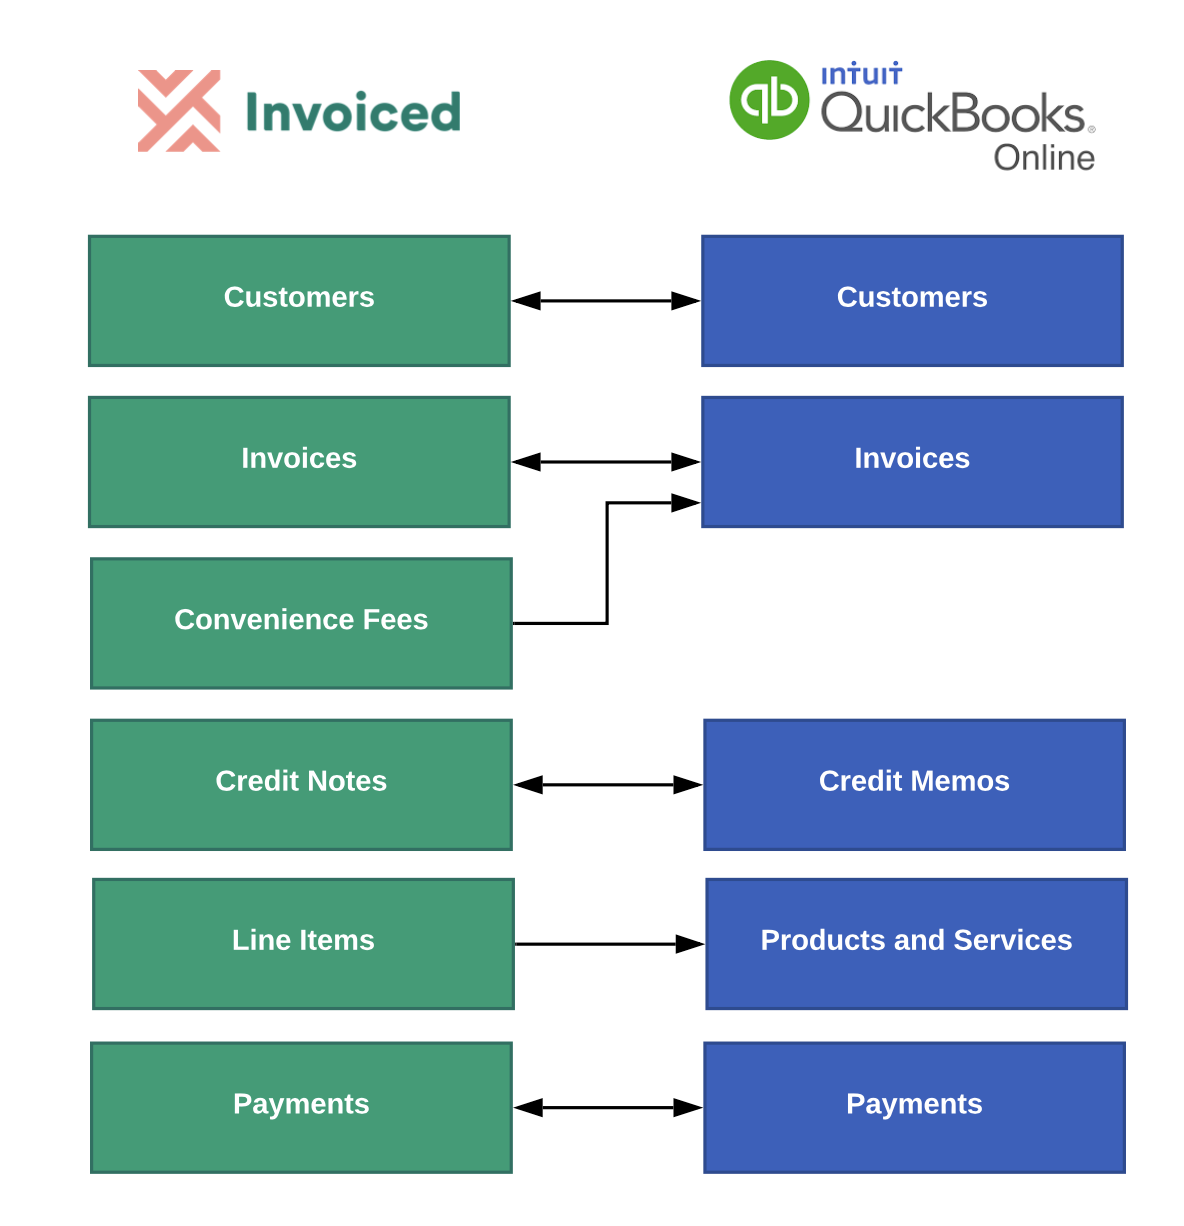 Invoiced
intuit
QuickBooks®
Online
Customers
Customers
Invoices
Invoices
Convenience Fees
Credit Notes
Credit Memos
Line Items
Products and Services
Payments
Payments